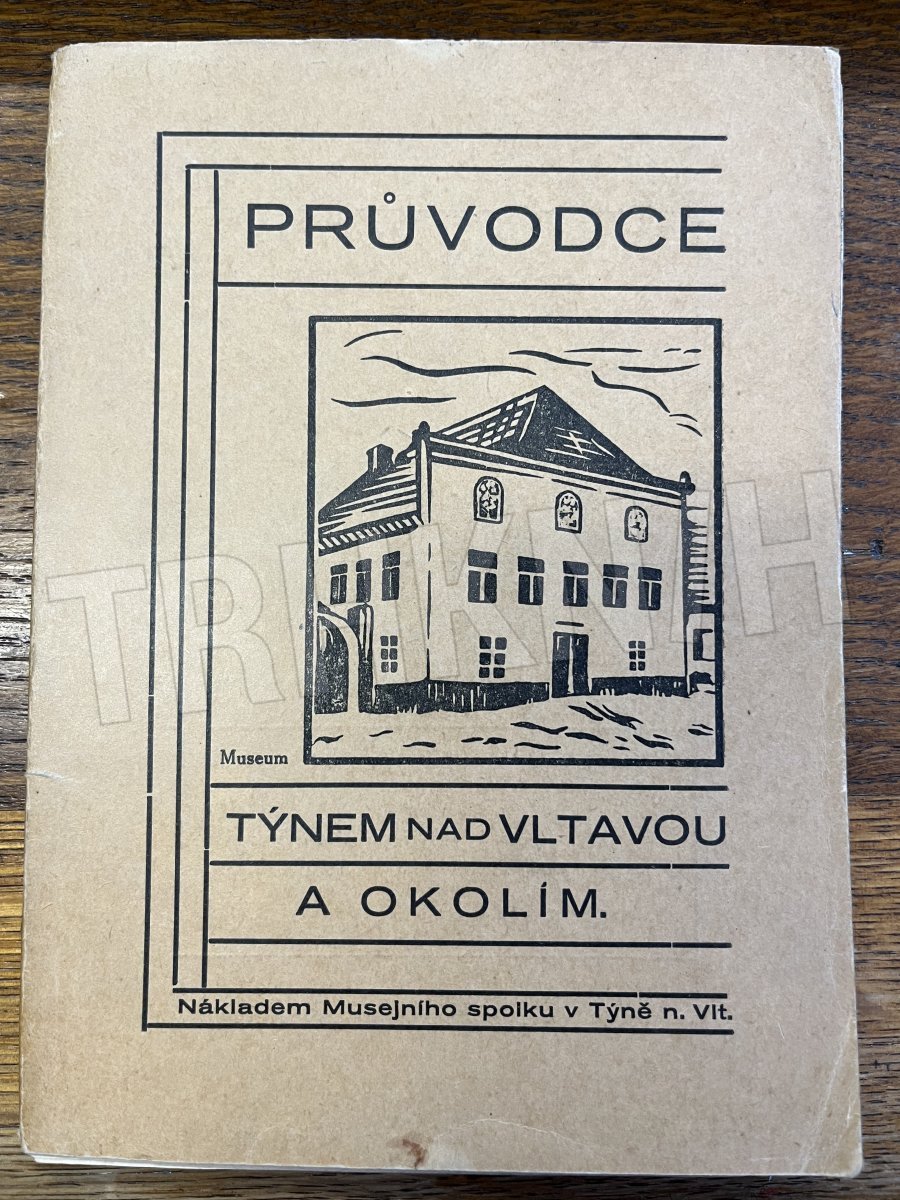 PRŮVODCE
Museum
TÝNEM NAD VLTAVOU
A OKOLÍM.
Nákladem Musejního spolku v Týně n. Vlt.